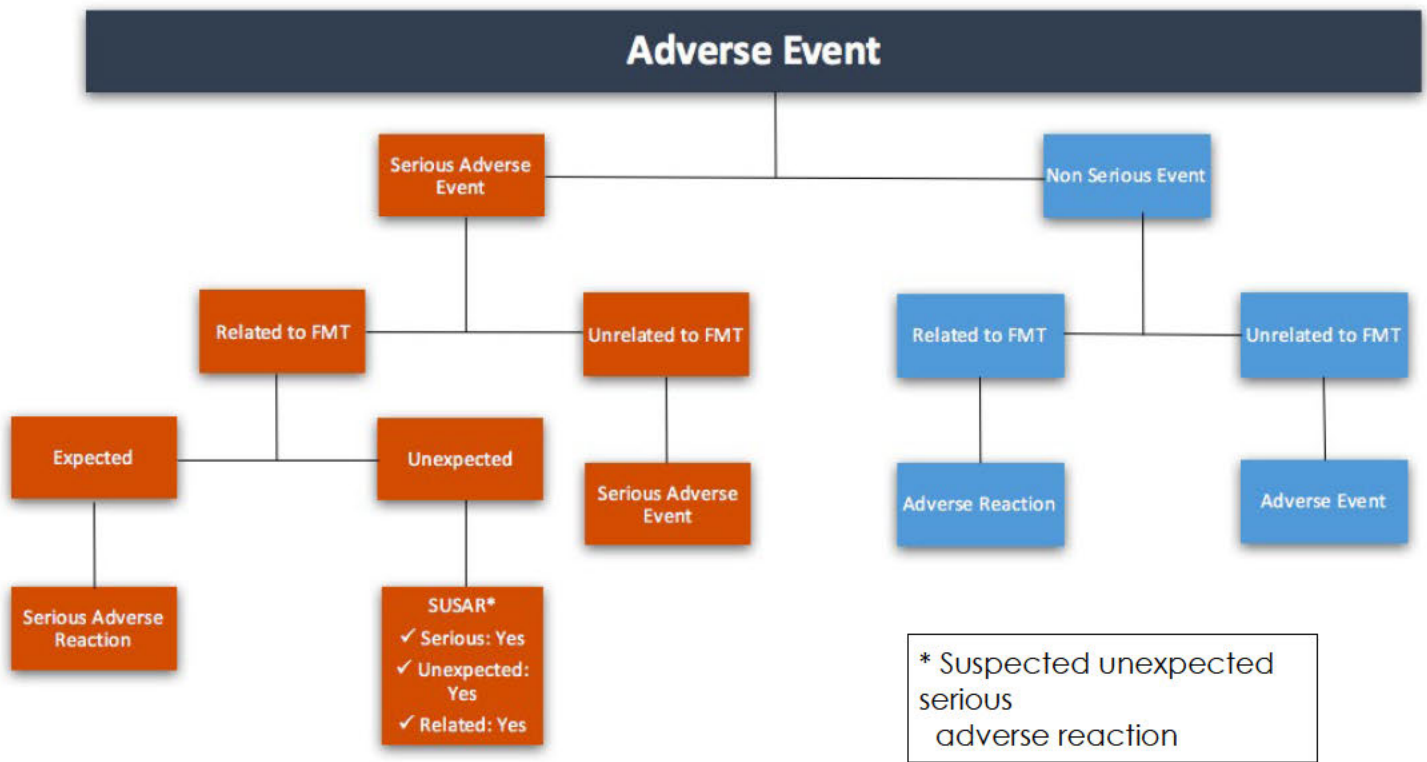 Adverse Event
Serious Adverse
Event
Non Serious Event
Related to FMT
Unrelated to FMT
Related to FMT
Unrelated to FMT
Expected
Unexpected
Serious Adverse
Event
Adverse Reaction
Adverse Event
Serious Adverse
Reaction
SUSAR*
✓ Serious: Yes
✓ Unexpected:
Yes
✓ Related: Yes
* Suspected unexpected
serious
adverse reaction